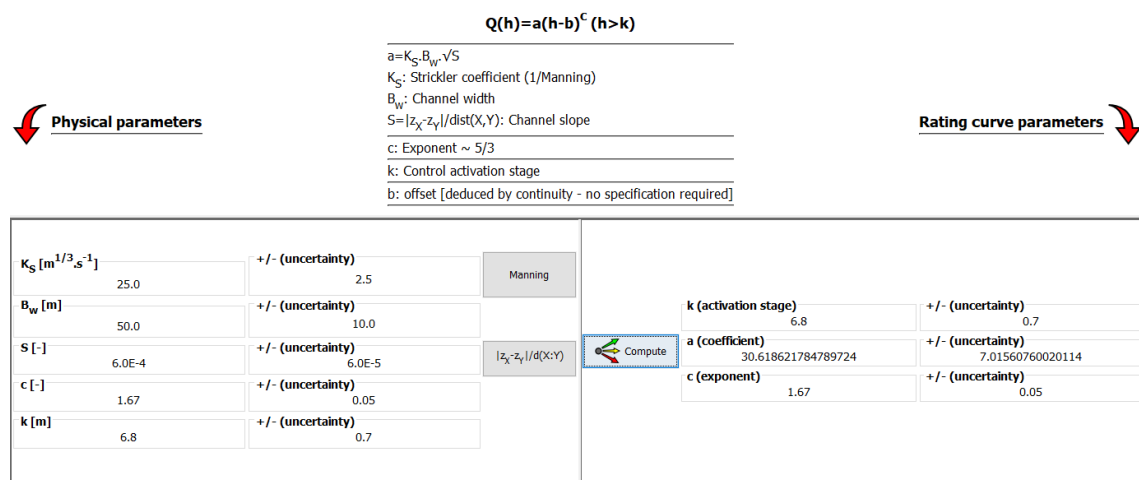 Q(h)=a(h-b)^C (h>k)
a=K_S.B_w.√S
K_S: Strickler coefficient (1/Manning)
B_w: Channel width
S=|z_X-z_Y|/dist(X,Y): Channel slope
c: Exponent ~ 5/3
k: Control activation stage
b: offset [deduced by continuity - no specification required]
Physical parameters
Rating curve parameters
K_S [m^1/3.s^-1]
25.0
+/- (uncertainty)
2.5
Manning
B_w [m]
50.0
+/- (uncertainty)
10.0
S [-]
6.0E-4
+/- (uncertainty)
6.0E-5
|z_X-z_Y|/d(X:Y)
c [-]
1.67
+/- (uncertainty)
0.05
k [m]
6.8
+/- (uncertainty)
0.7
Compute
k (activation stage)
6.8
+/- (uncertainty)
0.7
a (coefficient)
30.618621784789724
+/- (uncertainty)
7.01560760020114
c (exponent)
1.67
+/- (uncertainty)
0.05